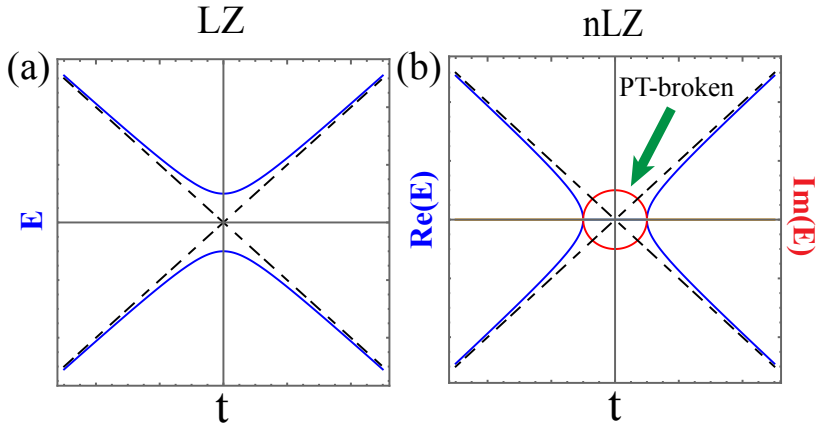 LZ
nLZ
(a)
(b)
PT-broken
E
Re(E)
Im(E)
t
t